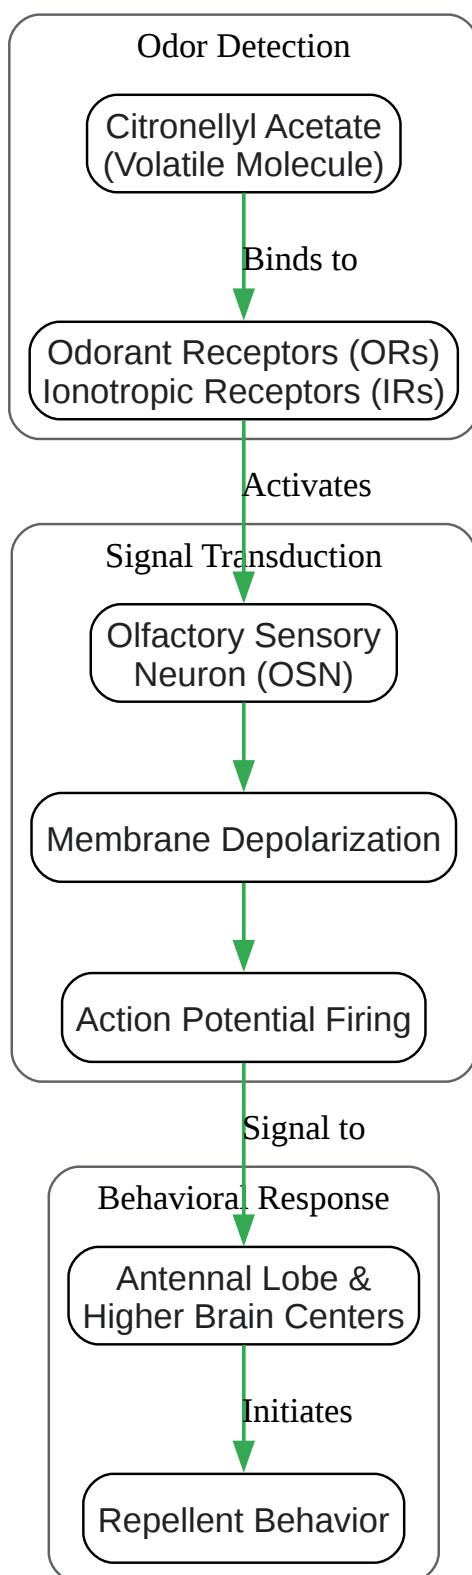 Odor Detection
Citronellyl Acetate
(Volatile Molecule)
Binds to
Odorant Receptors (ORs)
Ionotropic Receptors (IRs)
Activates
Signal Transduction
Olfactory Sensory
Neuron (OSN)
Membrane Depolarization
Action Potential Firing
Signal to
Behavioral Response
Antennal Lobe &
Higher Brain Centers
Initiates
Repellent Behavior